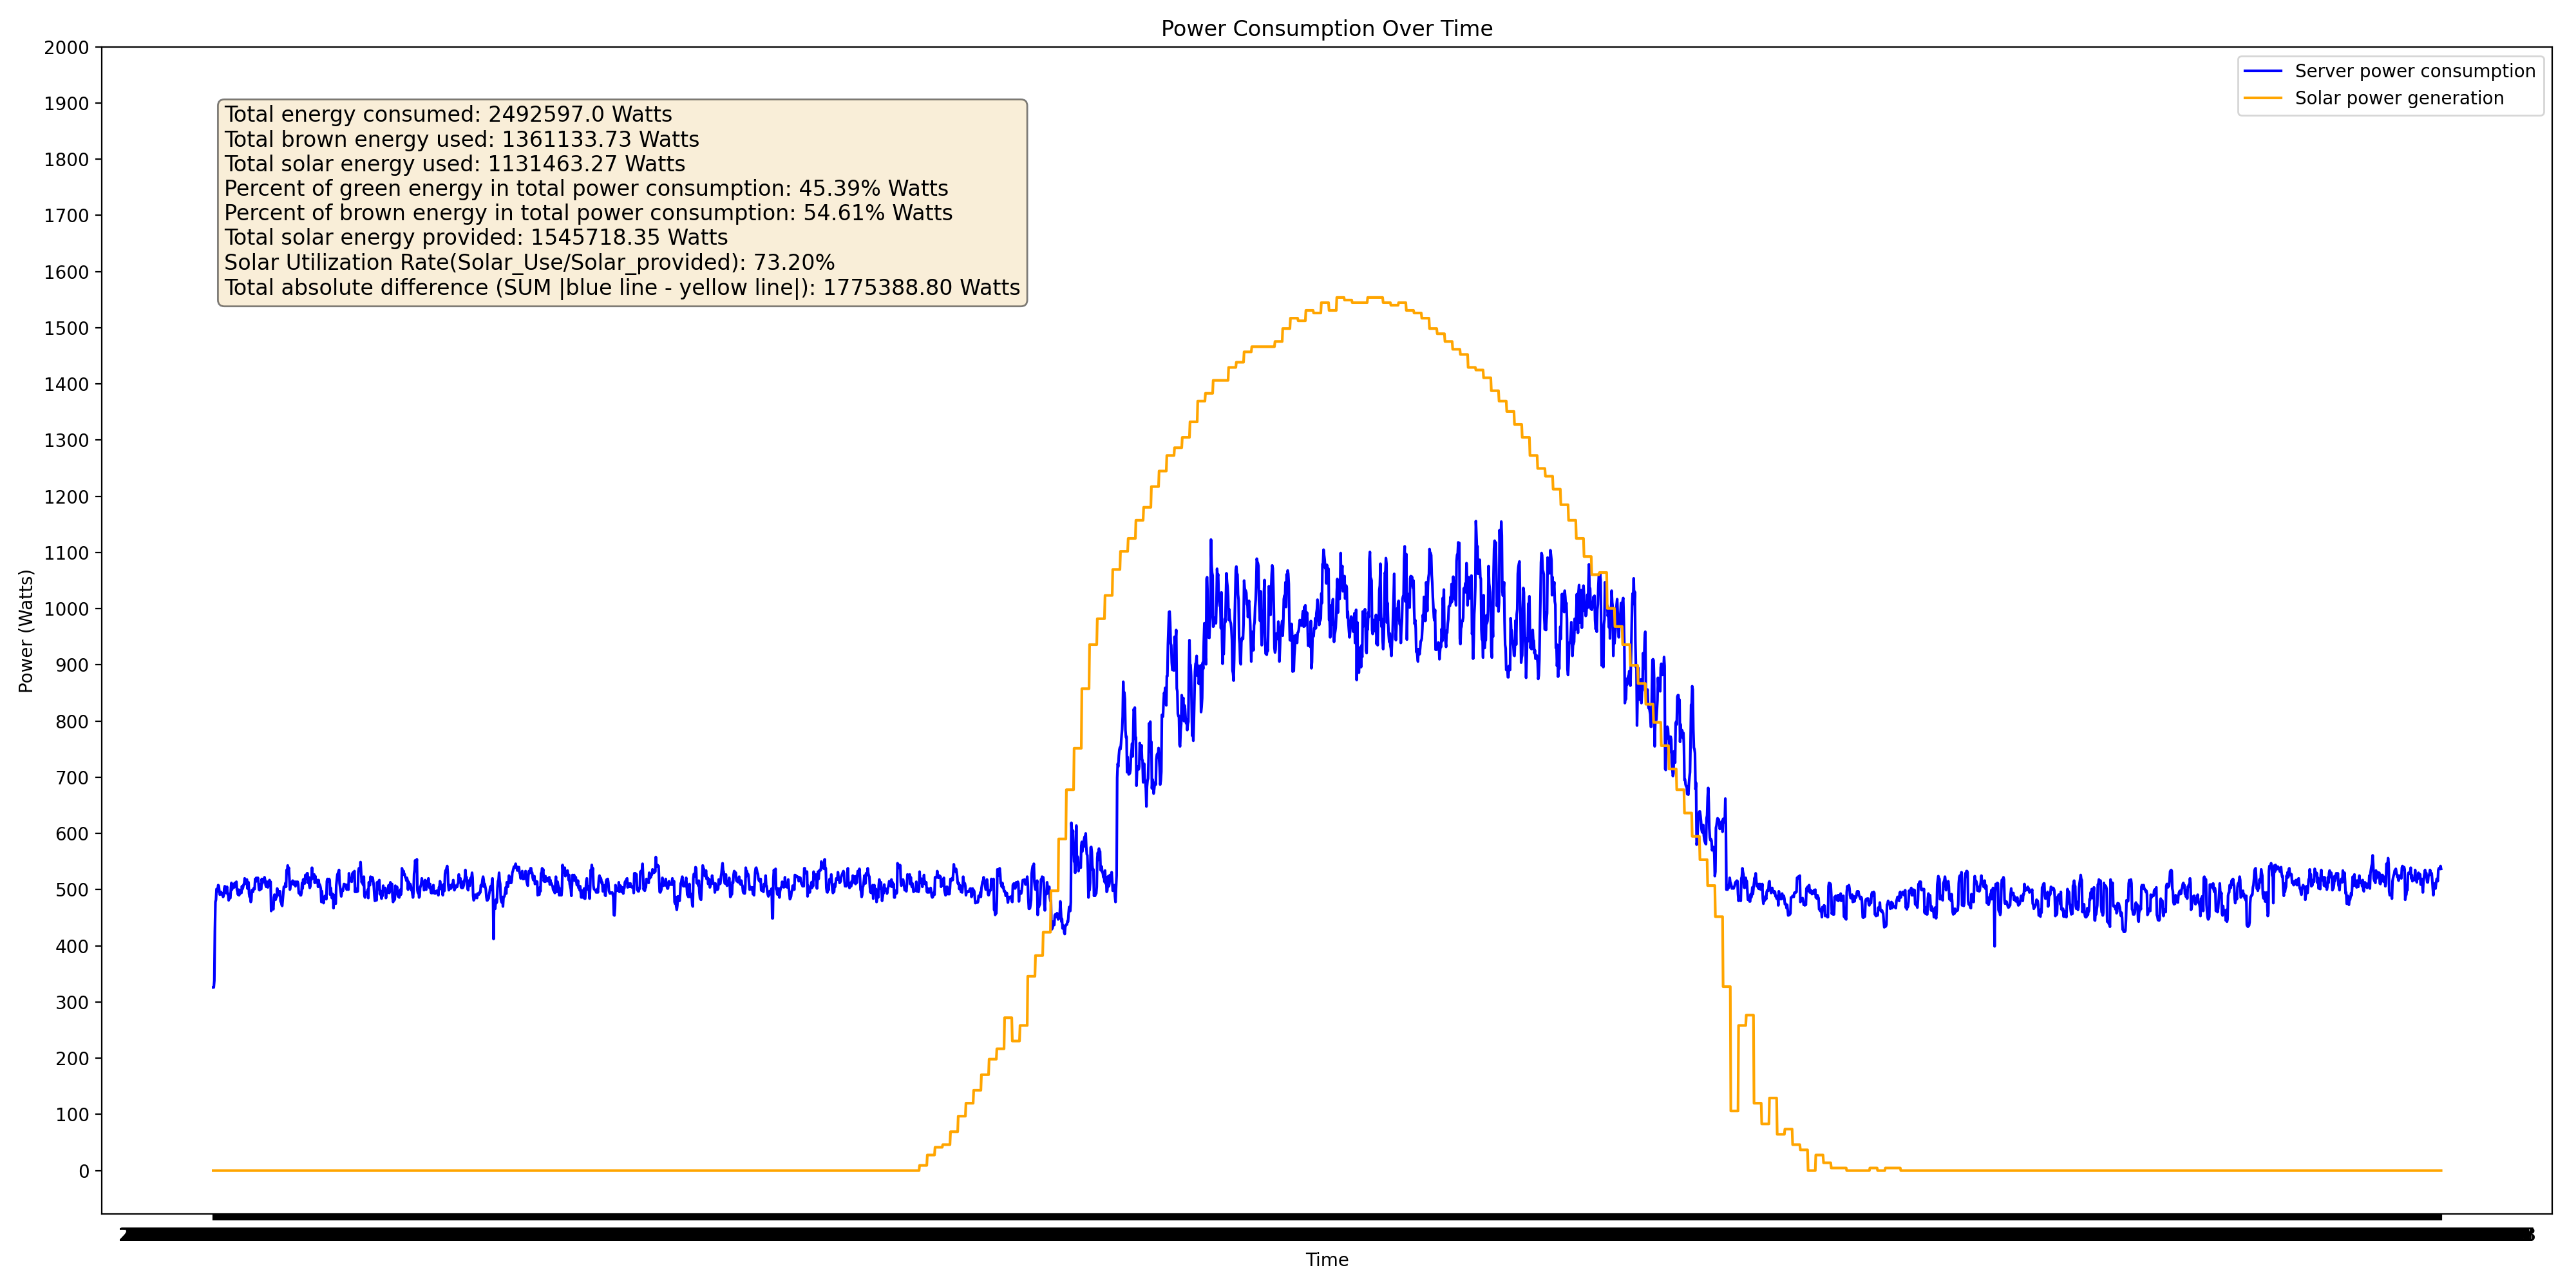 Power Consumption Over Time
2000
1900
1800
1700
1600
1500
1400
1300
1200
1100
1000
900
800
700
600
500
400
300
200
100
0
Power (Watts)
Total energy consumed: 2492597.0 Watts
Total brown energy used: 1361133.73 Watts
Total solar energy used: 1131463.27 Watts
Percent of green energy in total power consumption: 45.39% Watts
Percent of brown energy in total power consumption: 54.61% Watts
Total solar energy provided: 1545718.35 Watts
Solar Utilization Rate(Solar_Use/Solar_provided): 73.20%
Total absolute difference (SUM |blue line - yellow line|): 1775388.80 Watts
Server power consumption
Solar power generation
Time